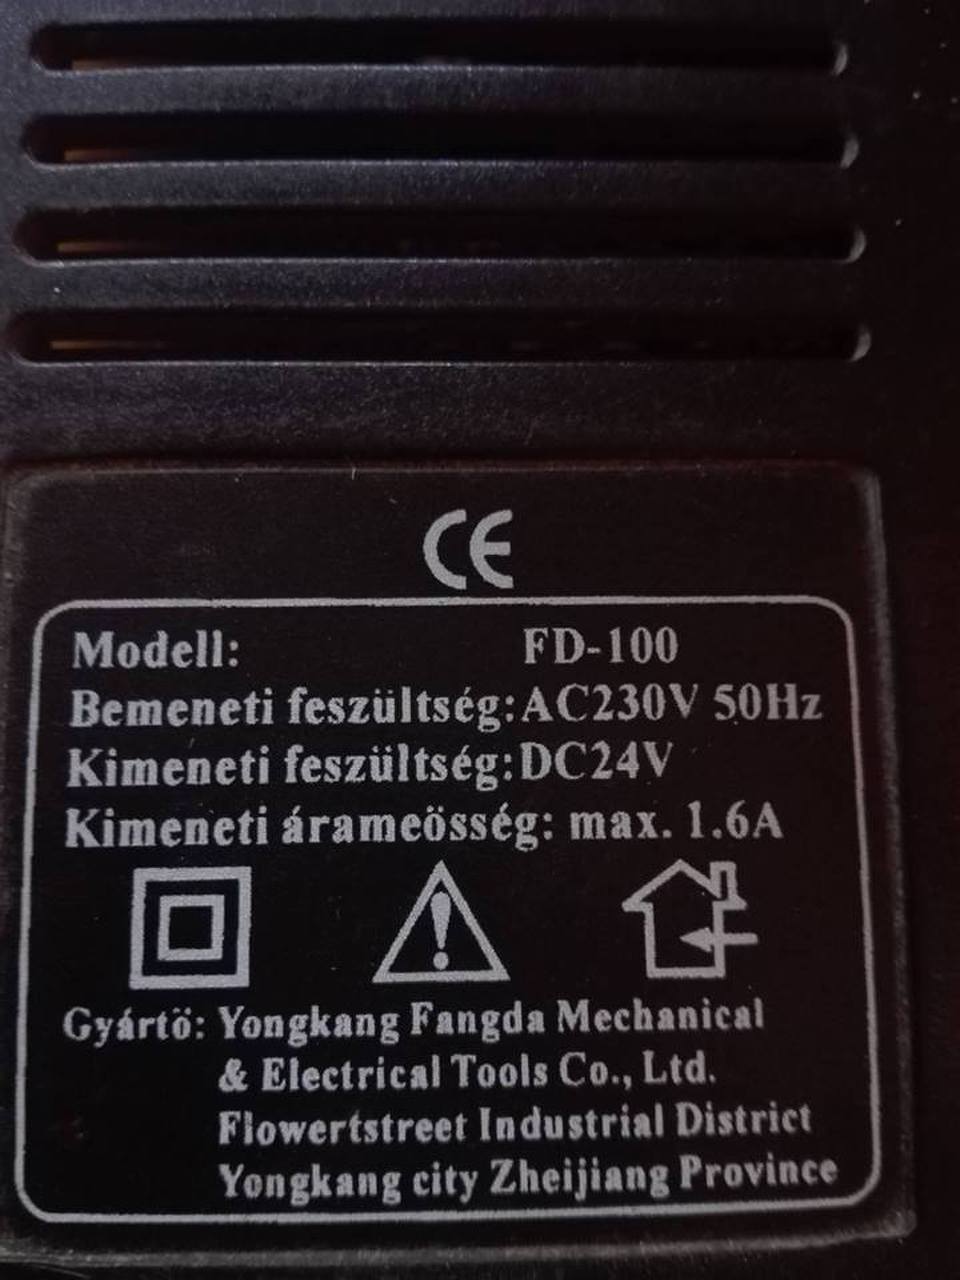 CE
Modell: FD-100
Bemeneti feszültség: AC230V 50Hz
Kimeneti feszültség: DC24V
Kimeneti árameösség: max. 1.6A
Gyártö: Yongkang Fangda Mechanical
& Electrical Tools Co., Ltd.
Flowertstreet Industrial District
Yongkang city Zheijiang Province